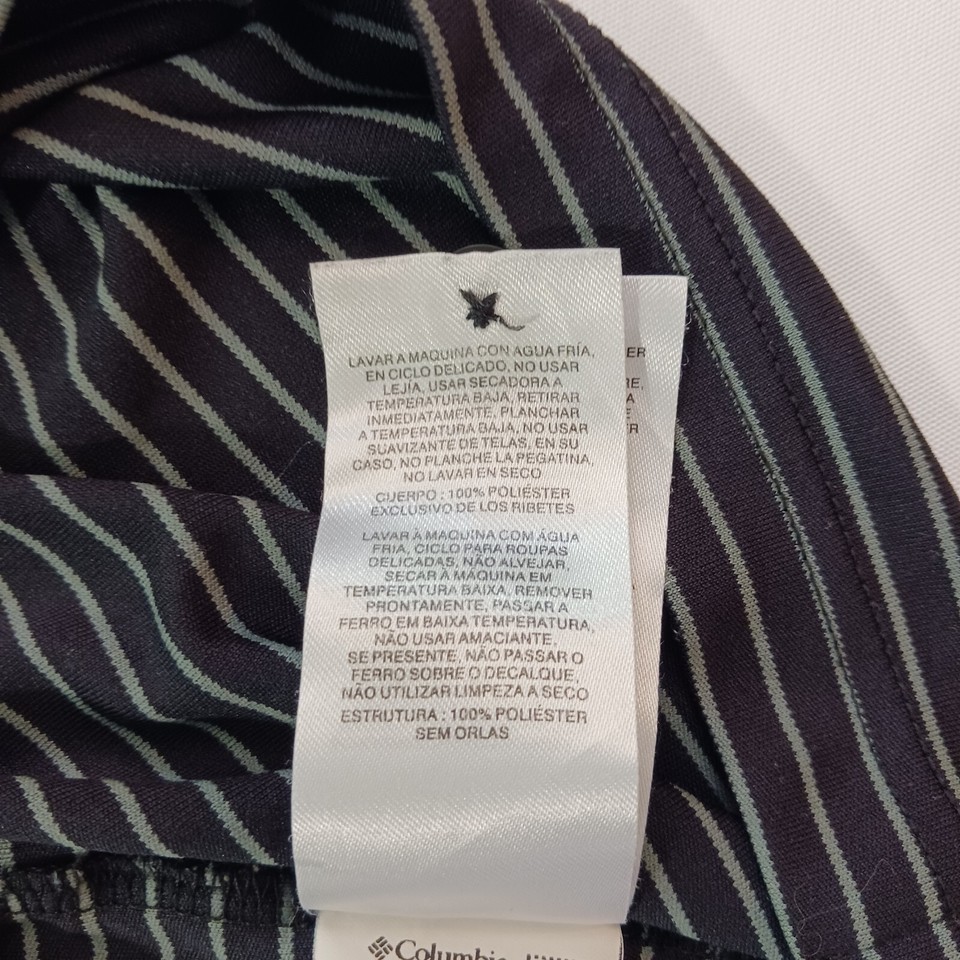 LAVAR A MAQUINA CON AGUA FRÍA,
EN CICLO DELICADO, NO USAR
LEJÍA, USAR SECADORA A
TEMPERATURA BAJA, RETIRAR
INMEDIATAMENTE, PLANCHAR
A TEMPERATURA BAJA, NO USAR
SUAVIZANTE DE TELAS, EN SU
CASO, NO PLANCHE LA PEGATINA,
NO LAVAR EN SECO
CUERPO : 100% POLIÉSTER
EXCLUSIVO DE LOS RIBETES
LAVAR À MAQUINA COM ÁGUA
FRIA, CICLO PARA ROUPAS
DELICADAS, NÃO ALVEJAR,
SECAR À MÁQUINA EM
TEMPERATURA BAIXA, REMOVER
PRONTAMENTE, PASSAR A
FERRO EM BAIXA TEMPERATURA,
NÃO USAR AMACIANTE,
SE PRESENTE, NÃO PASSAR O
FERRO SOBRE O DECALQUE,
NÃO UTILIZAR LIMPEZA A SECO
ESTRUTURA : 100% POLIÉSTER
SEM ORLAS
Columbia